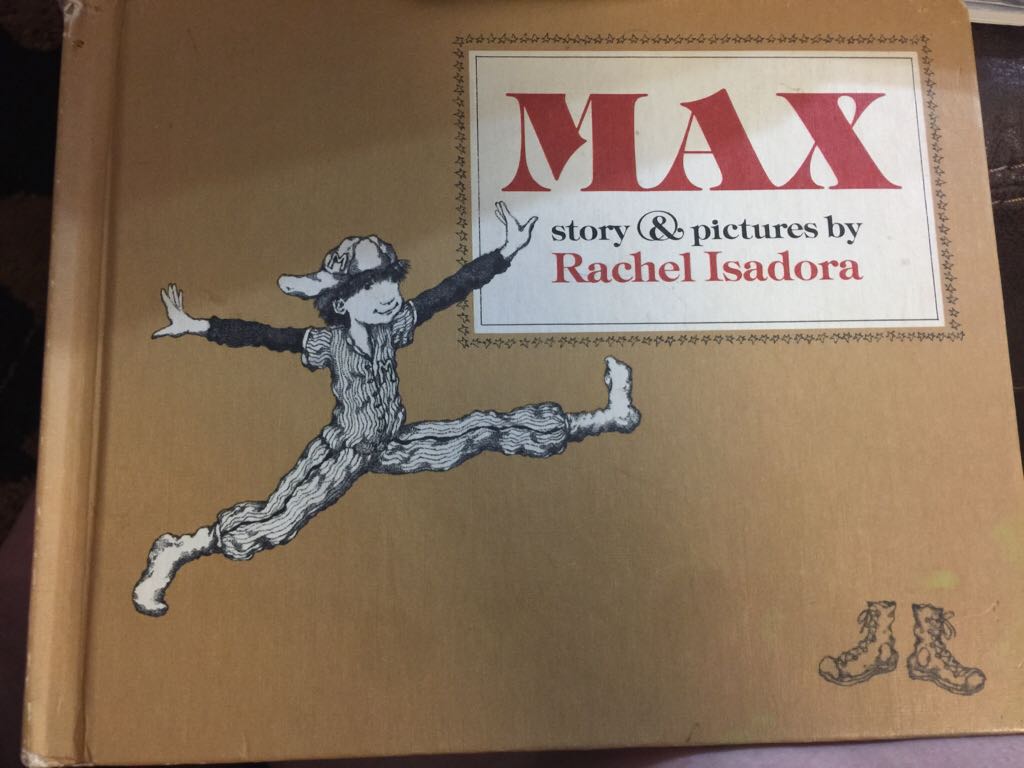 MAX
story & pictures by
Rachel Isadora
M
M